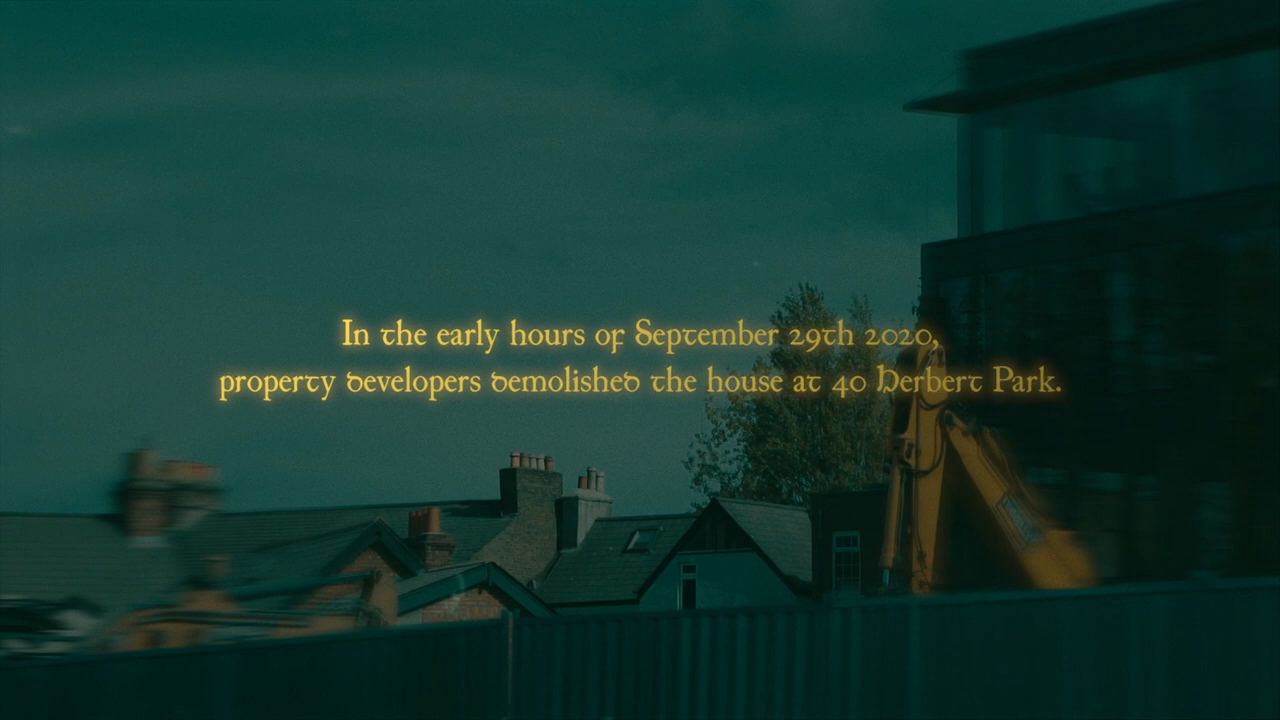 In the early hours of September 29th 2020,
property developers demolished the house at 40 Herbert Park.